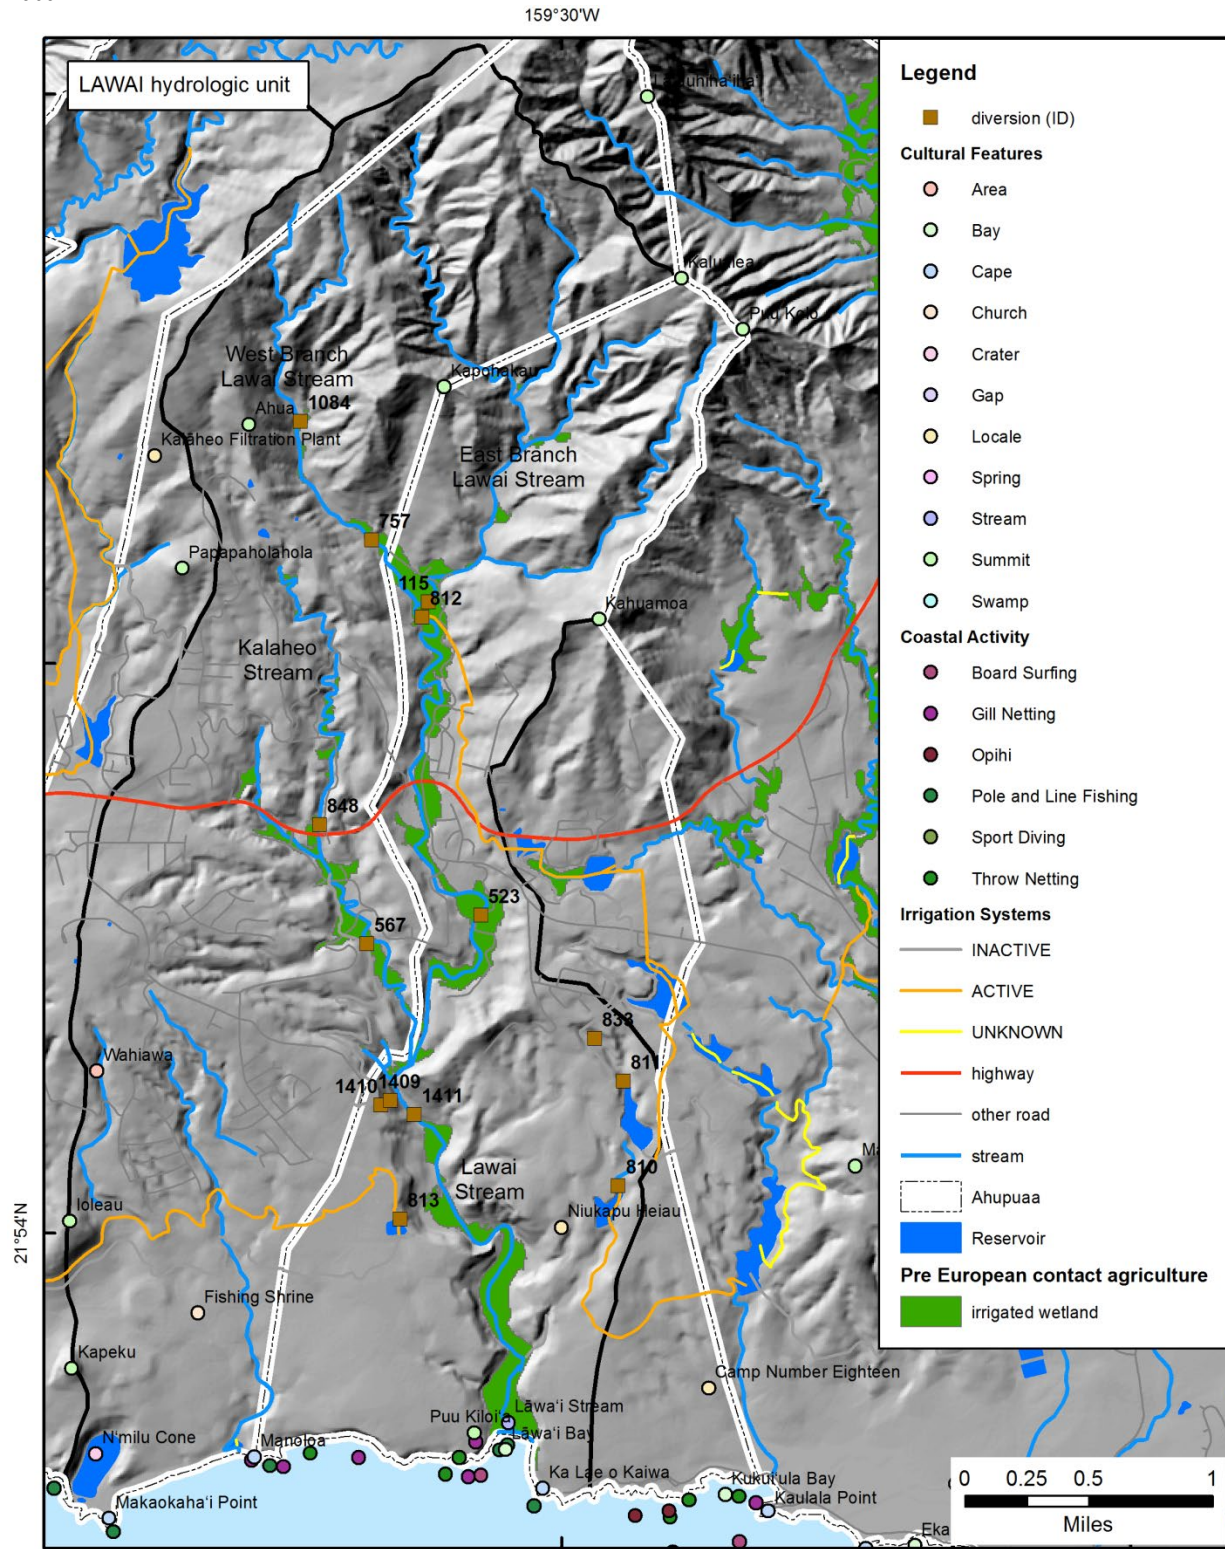 159°30'W
LAWAI hydrologic unit
Kalualea
Puu Kolo
West Branch
Lawai Stream
Kapohakau
1084
Ahua
Kalāheo Filtration Plant
East Branch
Lawai Stream
757
Papapaholahola
115
812
Kahuamoa
Kalaheo
Stream
848
523
567
833
Wahiawa
811
1409
1410
1411
810
Lawai
Stream
813
Niukapu Heiau
Ioleau
21°54'N
Fishing Shrine
Kapeku
Camp Number Eighteen
Lāwa‘i Stream
Puu Kiloi‘a
Lāwa‘i Bay
N‘milu Cone
Manoloa
Ka Lae o Kaiwa
Kukui‘ula Bay
Kaulala Point
Makaokaha‘i Point
Legend
diversion (ID)
Cultural Features
Area
Bay
Cape
Church
Crater
Gap
Locale
Spring
Stream
Summit
Swamp
Coastal Activity
Board Surfing
Gill Netting
Opihi
Pole and Line Fishing
Sport Diving
Throw Netting
Irrigation Systems
INACTIVE
ACTIVE
UNKNOWN
highway
other road
stream
Ahupuaa
Reservoir
Pre European contact agriculture
irrigated wetland
0 0.25 0.5 1
Miles